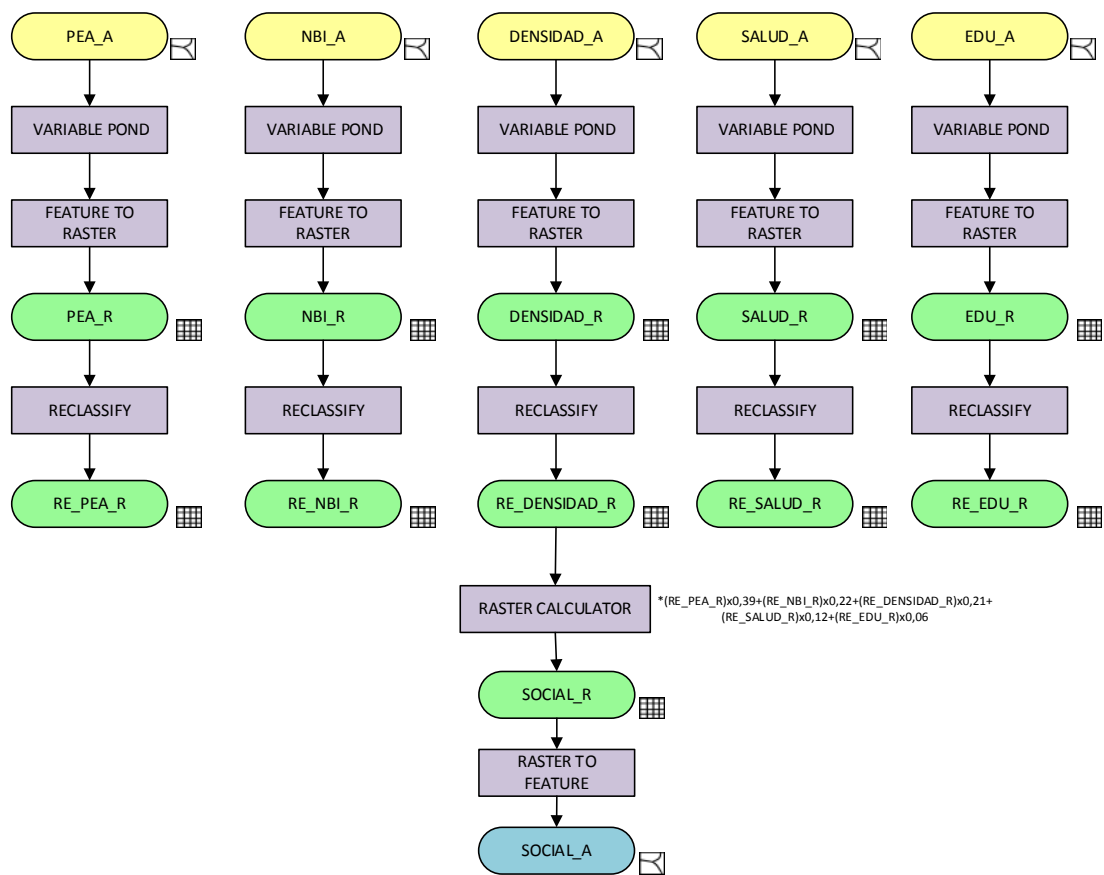 PEA_A
NBI_A
DENSIDAD_A
SALUD_A
EDU_A
VARIABLE POND
VARIABLE POND
VARIABLE POND
VARIABLE POND
VARIABLE POND
FEATURE TO
RASTER
FEATURE TO
RASTER
FEATURE TO
RASTER
FEATURE TO
RASTER
FEATURE TO
RASTER
PEA_R
NBI_R
DENSIDAD_R
SALUD_R
EDU_R
RECLASSIFY
RECLASSIFY
RECLASSIFY
RECLASSIFY
RECLASSIFY
RE_PEA_R
RE_NBI_R
RE_DENSIDAD_R
RE_SALUD_R
RE_EDU_R
RASTER CALCULATOR
*(RE_PEA_R)x0,39+(RE_NBI_R)x0,22+(RE_DENSIDAD_R)x0,21+
(RE_SALUD_R)x0,12+(RE_EDU_R)x0,06
SOCIAL_R
RASTER TO
FEATURE
SOCIAL_A